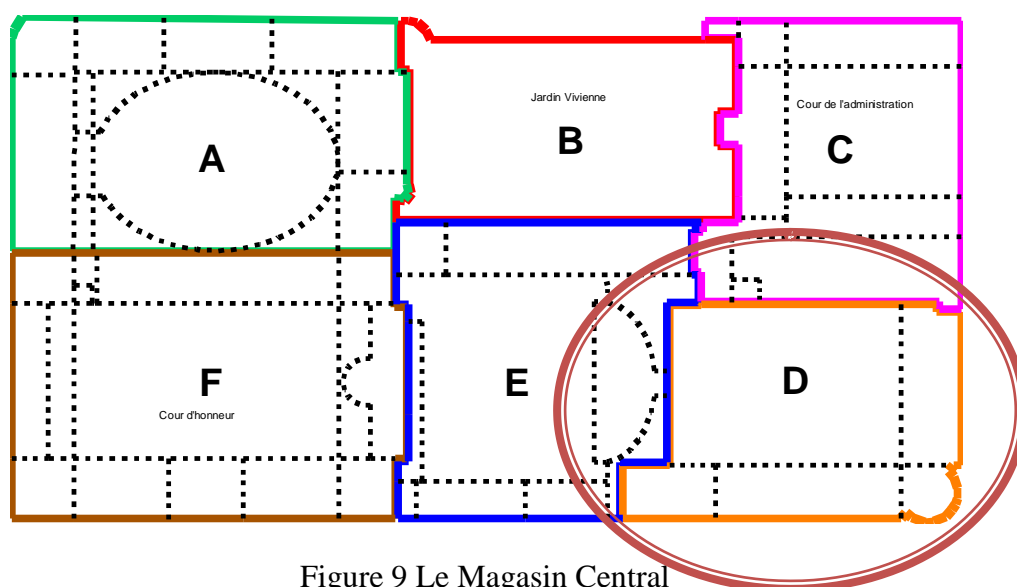 Jardin Vivienne
Cour de l'administration
A
B
C
F
E
D
Cour d'honneur
Figure 9 Le Magasin Central